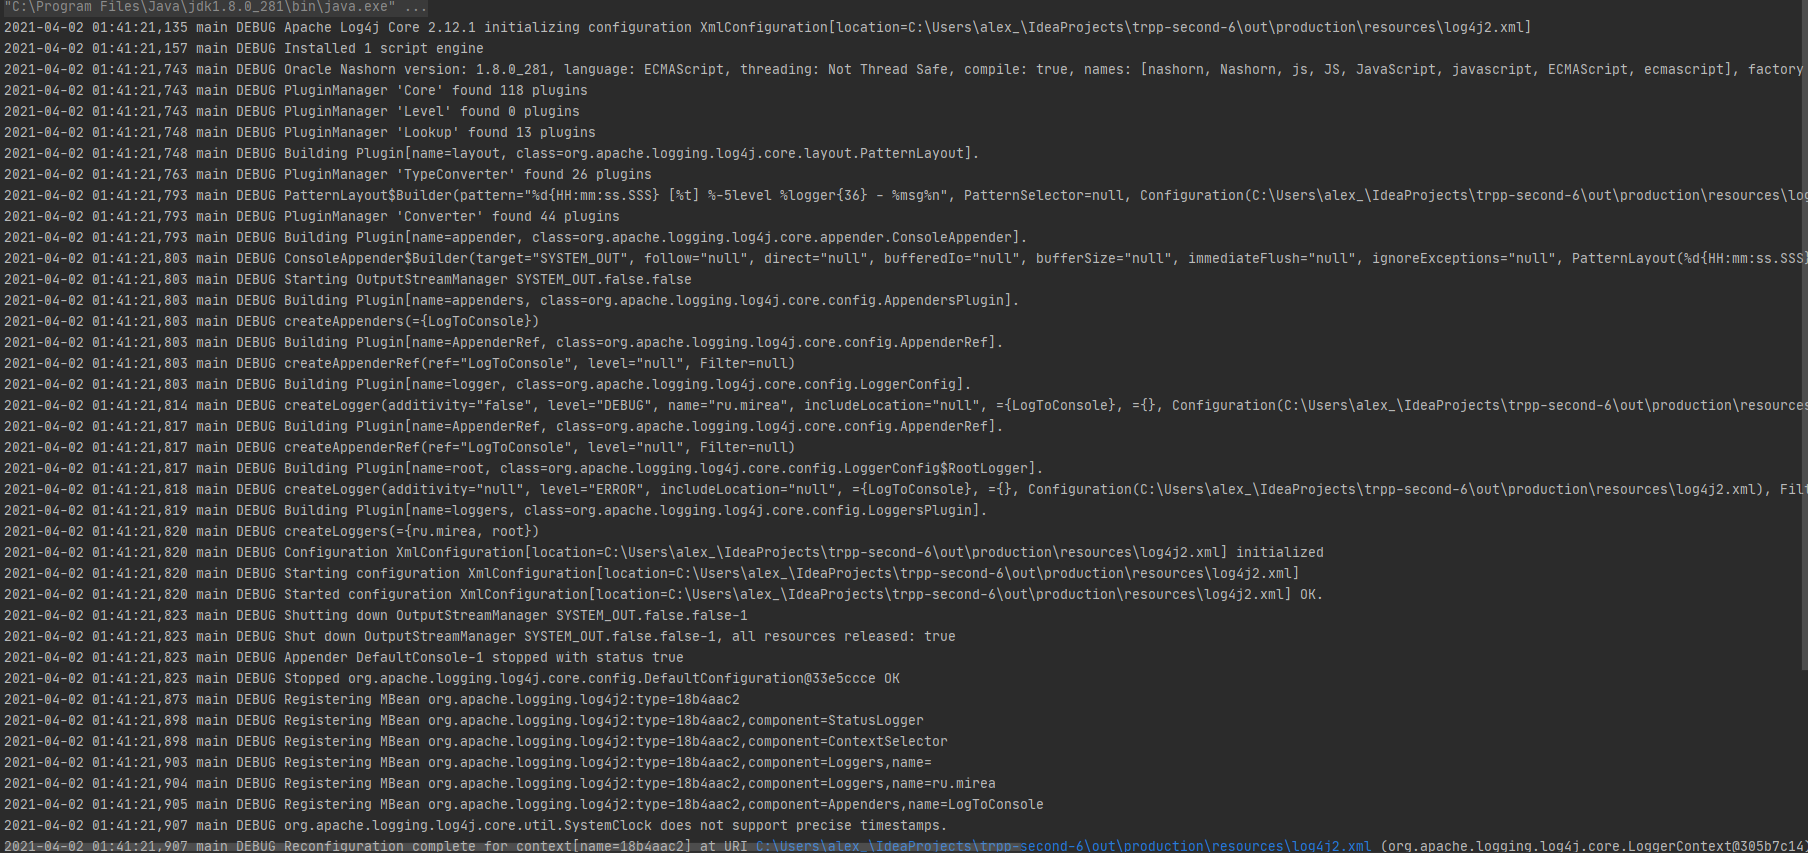 "C:\Program Files\Java\jdk1.8.0_281\bin\java.exe" ...
2021-04-02 01:41:21,135 main DEBUG Apache Log4j Core 2.12.1 initializing configuration XmlConfiguration[location=C:\Users\alex_\IdeaProjects\trpp-second-6\out\production\resources\log4j2.xml]
2021-04-02 01:41:21,157 main DEBUG Installed 1 script engine
2021-04-02 01:41:21,743 main DEBUG Oracle Nashorn version: 1.8.0_281, language: ECMAScript, threading: Not Thread Safe, compile: true, names: [nashorn, Nashorn, js, JS, JavaScript, javascript, ECMAScript, ecmascript], factory
2021-04-02 01:41:21,743 main DEBUG PluginManager 'Core' found 118 plugins
2021-04-02 01:41:21,743 main DEBUG PluginManager 'Level' found 0 plugins
2021-04-02 01:41:21,748 main DEBUG PluginManager 'Lookup' found 13 plugins
2021-04-02 01:41:21,748 main DEBUG Building Plugin[name=layout, class=org.apache.logging.log4j.core.layout.PatternLayout].
2021-04-02 01:41:21,763 main DEBUG PluginManager 'TypeConverter' found 26 plugins
2021-04-02 01:41:21,793 main DEBUG PatternLayout$Builder(pattern="%d{HH:mm:ss.SSS} [%t] %-5level %logger{36} - %msg%n", PatternSelector=null, Configuration(C:\Users\alex_\IdeaProjects\trpp-second-6\out\production\resources\log
2021-04-02 01:41:21,793 main DEBUG PluginManager 'Converter' found 44 plugins
2021-04-02 01:41:21,793 main DEBUG Building Plugin[name=appender, class=org.apache.logging.log4j.core.appender.ConsoleAppender].
2021-04-02 01:41:21,803 main DEBUG ConsoleAppender$Builder(target="SYSTEM_OUT", follow="null", direct="null", bufferedIo="null", bufferSize="null", immediateFlush="null", ignoreExceptions="null", PatternLayout(%d{HH:mm:ss.SSS}
2021-04-02 01:41:21,803 main DEBUG Starting OutputStreamManager SYSTEM_OUT.false.false
2021-04-02 01:41:21,803 main DEBUG Building Plugin[name=appenders, class=org.apache.logging.log4j.core.config.AppendersPlugin].
2021-04-02 01:41:21,803 main DEBUG createAppenders(={LogToConsole})
2021-04-02 01:41:21,803 main DEBUG Building Plugin[name=AppenderRef, class=org.apache.logging.log4j.core.config.AppenderRef].
2021-04-02 01:41:21,803 main DEBUG createAppenderRef(ref="LogToConsole", level="null", Filter=null)
2021-04-02 01:41:21,803 main DEBUG Building Plugin[name=logger, class=org.apache.logging.log4j.core.config.LoggerConfig].
2021-04-02 01:41:21,814 main DEBUG createLogger(additivity="false", level="DEBUG", name="ru.mirea", includeLocation="null", ={LogToConsole}, ={}, Configuration(C:\Users\alex_\IdeaProjects\trpp-second-6\out\production\resources
2021-04-02 01:41:21,817 main DEBUG Building Plugin[name=AppenderRef, class=org.apache.logging.log4j.core.config.AppenderRef].
2021-04-02 01:41:21,817 main DEBUG createAppenderRef(ref="LogToConsole", level="null", Filter=null)
2021-04-02 01:41:21,817 main DEBUG Building Plugin[name=root, class=org.apache.logging.log4j.core.config.LoggerConfig$RootLogger].
2021-04-02 01:41:21,818 main DEBUG createLogger(additivity="null", level="ERROR", includeLocation="null", ={LogToConsole}, ={}, Configuration(C:\Users\alex_\IdeaProjects\trpp-second-6\out\production\resources\log4j2.xml), Filt
2021-04-02 01:41:21,819 main DEBUG Building Plugin[name=loggers, class=org.apache.logging.log4j.core.config.LoggersPlugin].
2021-04-02 01:41:21,820 main DEBUG createLoggers(={ru.mirea, root})
2021-04-02 01:41:21,820 main DEBUG Configuration XmlConfiguration[location=C:\Users\alex_\IdeaProjects\trpp-second-6\out\production\resources\log4j2.xml] initialized
2021-04-02 01:41:21,820 main DEBUG Starting configuration XmlConfiguration[location=C:\Users\alex_\IdeaProjects\trpp-second-6\out\production\resources\log4j2.xml]
2021-04-02 01:41:21,820 main DEBUG Started configuration XmlConfiguration[location=C:\Users\alex_\IdeaProjects\trpp-second-6\out\production\resources\log4j2.xml] OK.
2021-04-02 01:41:21,823 main DEBUG Shutting down OutputStreamManager SYSTEM_OUT.false.false-1
2021-04-02 01:41:21,823 main DEBUG Shut down OutputStreamManager SYSTEM_OUT.false.false-1, all resources released: true
2021-04-02 01:41:21,823 main DEBUG Appender DefaultConsole-1 stopped with status true
2021-04-02 01:41:21,823 main DEBUG Stopped org.apache.logging.log4j.core.config.DefaultConfiguration@33e5ccce OK
2021-04-02 01:41:21,873 main DEBUG Registering MBean org.apache.logging.log4j2:type=18b4aac2
2021-04-02 01:41:21,898 main DEBUG Registering MBean org.apache.logging.log4j2:type=18b4aac2,component=StatusLogger
2021-04-02 01:41:21,898 main DEBUG Registering MBean org.apache.logging.log4j2:type=18b4aac2,component=ContextSelector
2021-04-02 01:41:21,903 main DEBUG Registering MBean org.apache.logging.log4j2:type=18b4aac2,component=Loggers,name=
2021-04-02 01:41:21,904 main DEBUG Registering MBean org.apache.logging.log4j2:type=18b4aac2,component=Loggers,name=ru.mirea
2021-04-02 01:41:21,905 main DEBUG Registering MBean org.apache.logging.log4j2:type=18b4aac2,component=Appenders,name=LogToConsole
2021-04-02 01:41:21,907 main DEBUG org.apache.logging.log4j.core.util.SystemClock does not support precise timestamps.
2021-04-02 01:41:21,907 main DEBUG Reconfiguration complete for context[name=18b4aac2] at URI C:\Users\alex_\IdeaProjects\trpp-second-6\out\production\resources\log4j2.xml (org.apache.logging.log4j.core.LoggerContext@305b7c14)